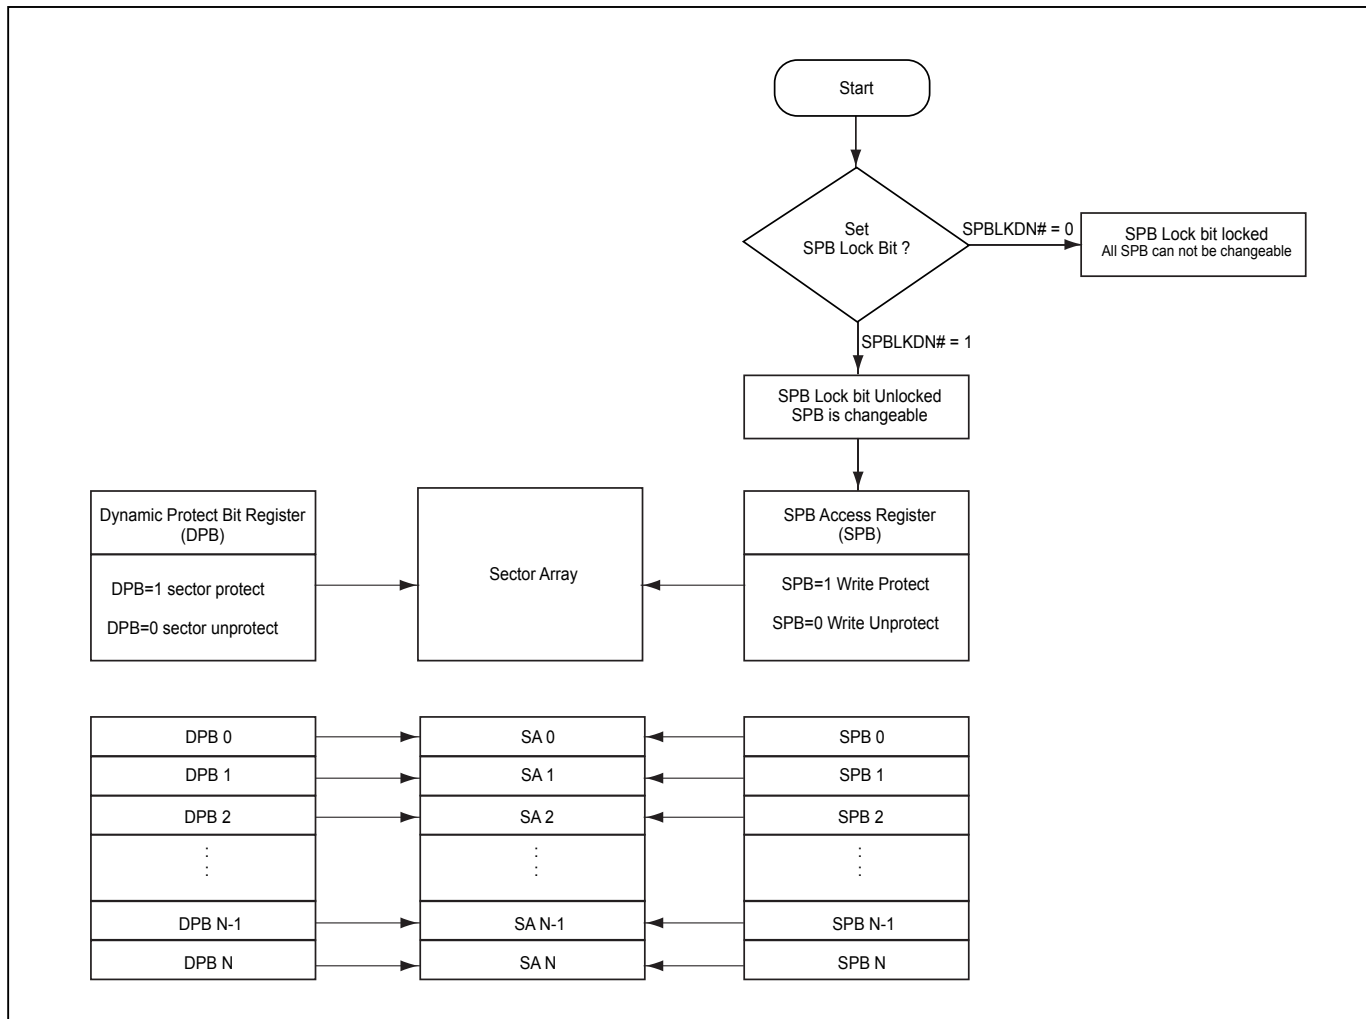 Start
Set
SPB Lock Bit ?
SPBLKDN# = 0
SPB Lock bit locked
All SPB can not be changeable
SPBLKDN# = 1
SPB Lock bit Unlocked
SPB is changeable
Dynamic Protect Bit Register
(DPB)
DPB=1 sector protect
DPB=0 sector unprotect
Sector Array
SPB Access Register
(SPB)
SPB=1 Write Protect
SPB=0 Write Unprotect
DPB 0
SA 0
SPB 0
DPB 1
SA 1
SPB 1
DPB 2
SA 2
SPB 2
DPB N-1
SA N-1
SPB N-1
DPB N
SA N
SPB N